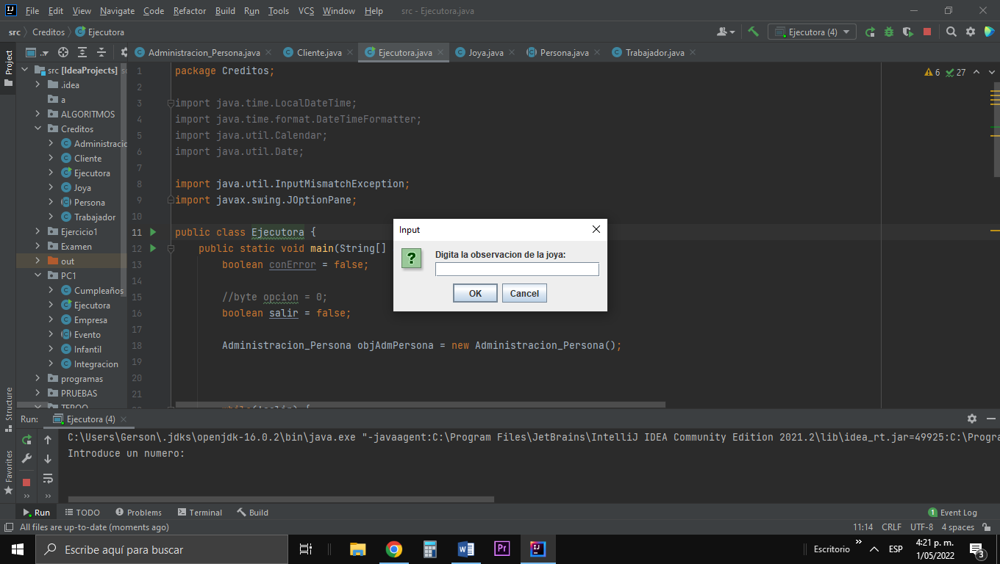 File Edit View Navigate Code Refactor Build Run Tools VCS Window Help src - Ejecutora.java
src Creditos Ejecutora
Ejecutora (4)
Administracion_Persona.java Cliente.java Ejecutora.java Joya.java Persona.java Trabajador.java
Project
src [IdeaProjects]
.idea
a
ALGORITMOS
Creditos
Administracio
Cliente
Ejecutora
Joya
Persona
Trabajador
Ejercicio1
Examen
out
PC1
Cumpleaños
Ejecutora
Empresa
Evento
Infantil
Integracion
programas
PRUEBAS
6 27
1 package Creditos;
2
3 import java.time.LocalDateTime;
4 import java.time.format.DateTimeFormatter;
5 import java.util.Calendar;
6 import java.util.Date;
7
8 import java.util.InputMismatchException;
9 import javax.swing.JOptionPane;
10
11 public class Ejecutora {
12 public static void main(String[]
13 boolean conError = false;
14
15 //byte opcion = 0;
16 boolean salir = false;
17
18 Administracion_Persona objAdmPersona = new Administracion_Persona();
19
20
21
while(!salir) {
Input
Digita la observacion de la joya:
OK Cancel
Structure
Favorites
Run: Ejecutora (4)
C:\Users\Gerson\.jdks\openjdk-16.0.2\bin\java.exe "-javaagent:C:\Program Files\JetBrains\IntelliJ IDEA Community Edition 2021.2\lib\idea_rt.jar=49925:C:\Progra
Introduce un numero:
Run TODO Problems Terminal Build 1 Event Log
All files are up-to-date (moments ago) 11:14 CRLF UTF-8 4 spaces
Escribe aquí para buscar Escritorio ESP 4:21 p. m.
1/05/2022 3